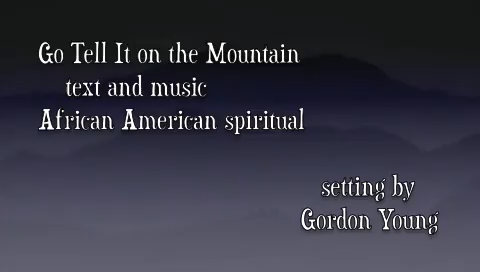 Go Tell It on the Mountain
text and music
African American spiritual
setting by
Gordon Young